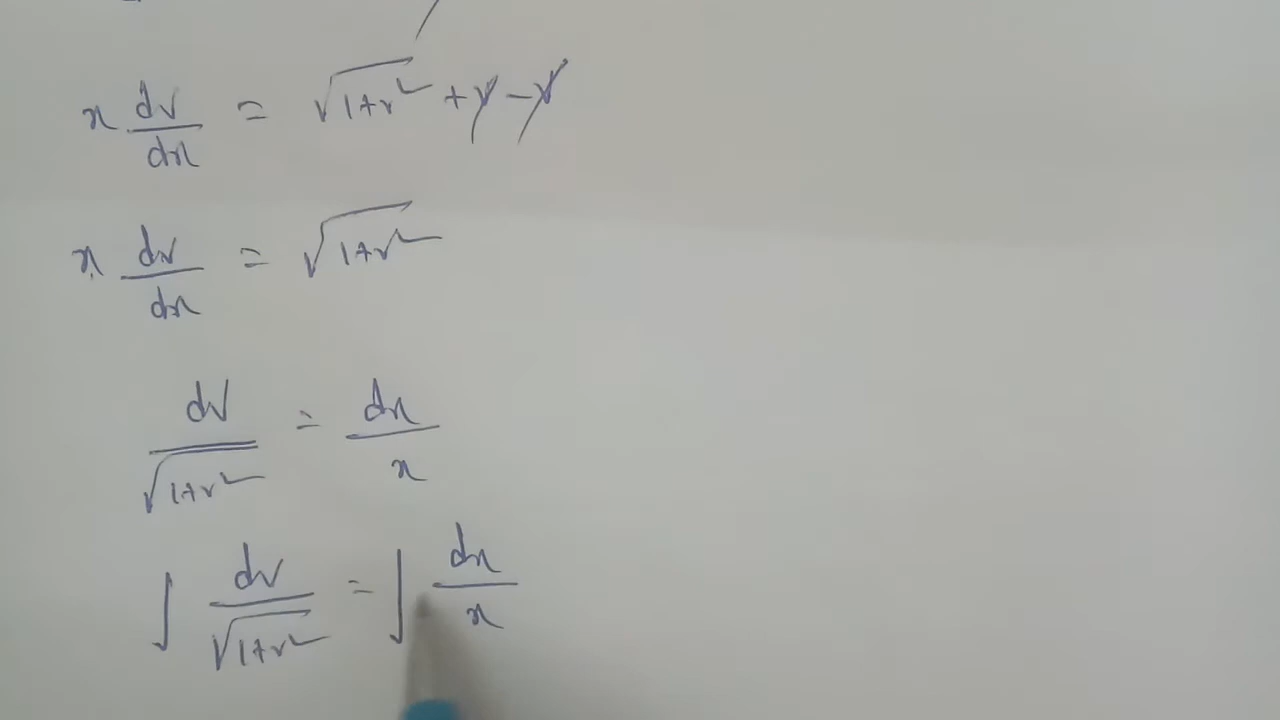 x dv/dx = √1+v² + v - v
x dv/dx = √1+v²
dv/√1+v² = dx/x
∫ dv/√1+v² = ∫ dx/x